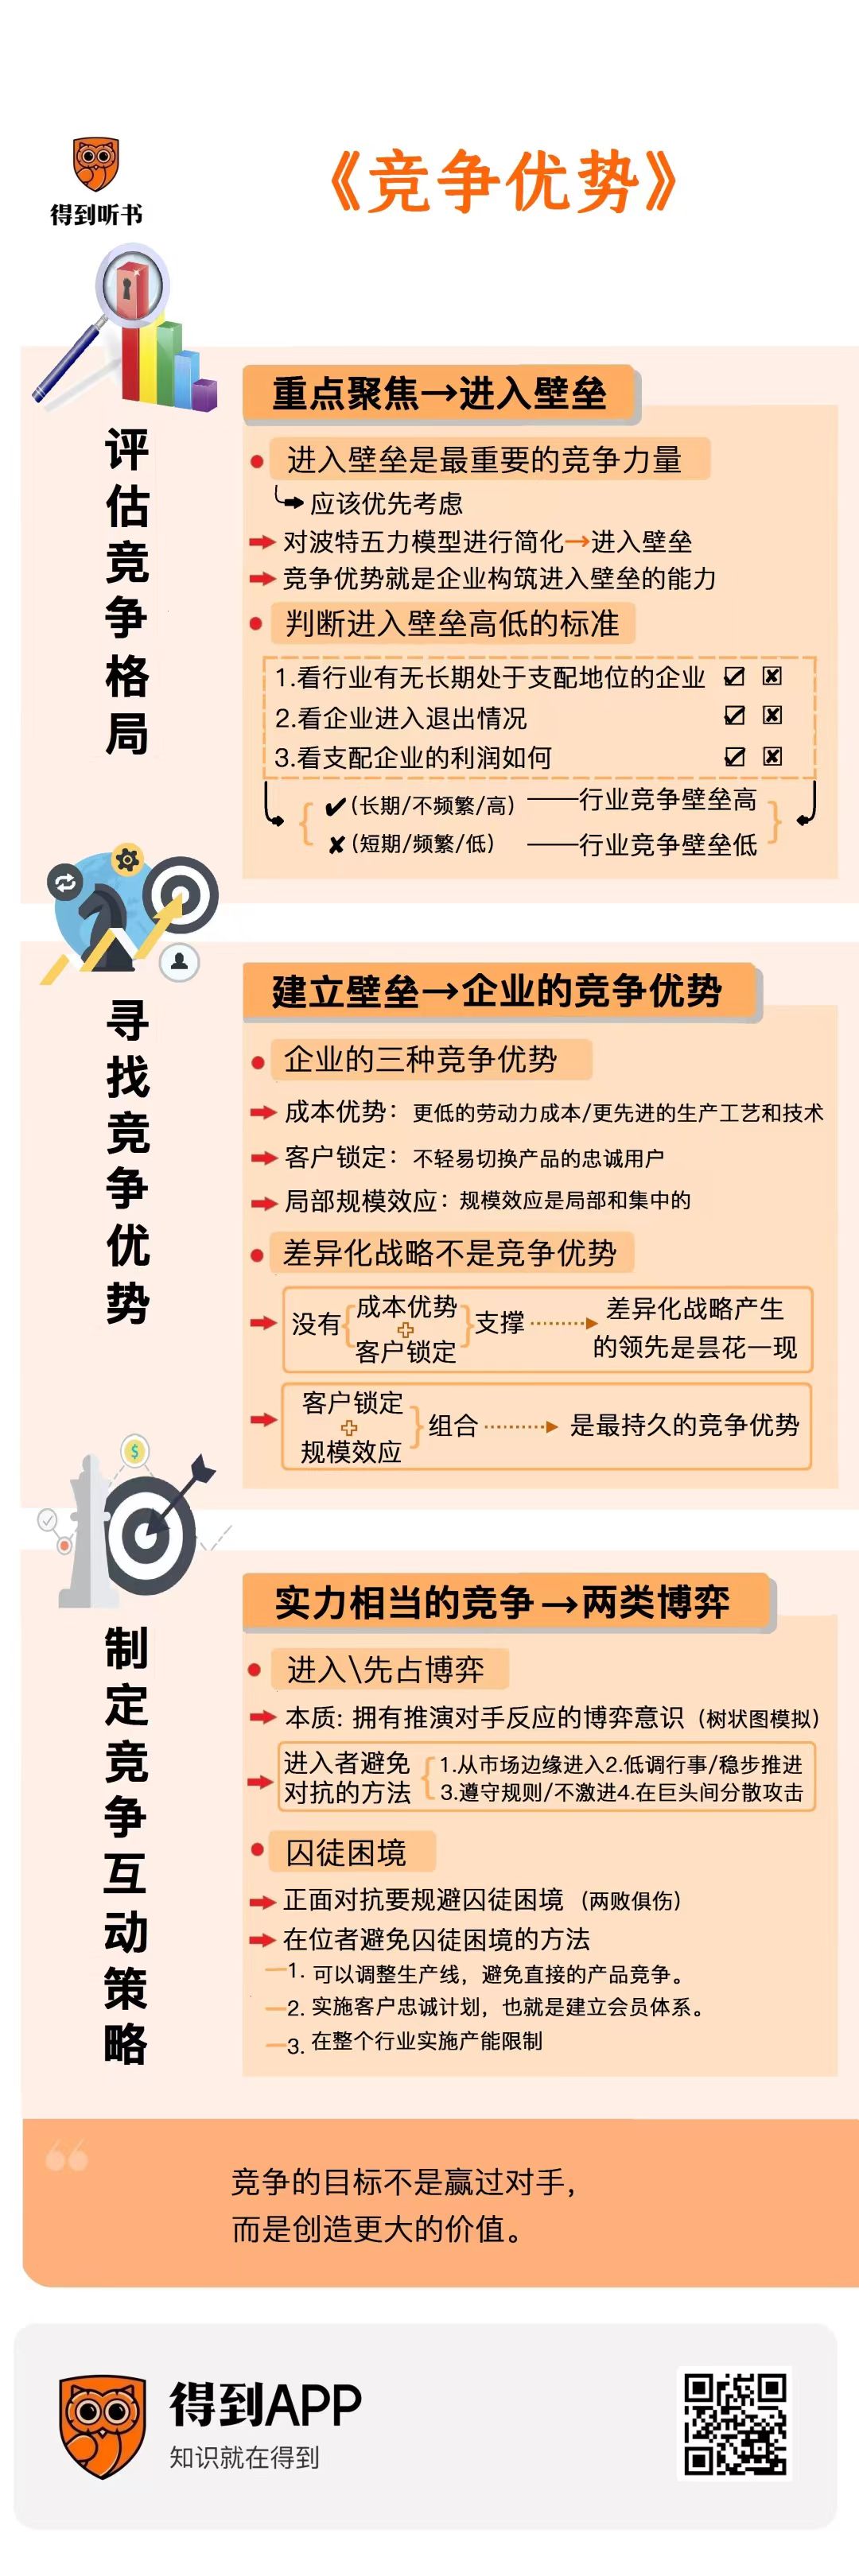 得到听书
《竞争优势》
评估竞争格局
重点聚焦→进入壁垒
进入壁垒是最重要的竞争力量
应该优先考虑
对波特五力模型进行简化→进入壁垒
竞争优势就是企业构筑进入壁垒的能力
判断进入壁垒高低的标准
1.看行业有无长期处于支配地位的企业 ☑ ☒
2.看企业进入退出情况 ☑ ☒
3.看支配企业的利润如何 ☑ ☒
✔(长期/不频繁/高) ——行业竞争壁垒高
✘(短期/频繁/低) ——行业竞争壁垒低
寻找竞争优势
建立壁垒→企业的竞争优势
企业的三种竞争优势
成本优势：更低的劳动力成本/更先进的生产工艺和技术
客户锁定：不轻易切换产品的忠诚用户
局部规模效应：规模效应是局部和集中的
差异化战略不是竞争优势
没有
成本优势
+
客户锁定
支撑
差异化战略产生
的领先是昙花一现
客户锁定
+
规模效应
组合
是最持久的竞争优势
制定竞争互动策略
实力相当的竞争→两类博弈
进入\先占博弈
本质: 拥有推演对手反应的博弈意识（树状图模拟）
进入者避免
对抗的方法
1.从市场边缘进入2.低调行事/稳步推进
3.遵守规则/不激进4.在巨头间分散攻击
囚徒困境
正面对抗要规避囚徒困境（两败俱伤）
在位者避免囚徒困境的方法
1. 可以调整生产线，避免直接的产品竞争。
2. 实施客户忠诚计划，也就是建立会员体系。
3. 在整个行业实施产能限制
竞争的目标不是赢过对手，
而是创造更大的价值。
得到APP
知识就在得到